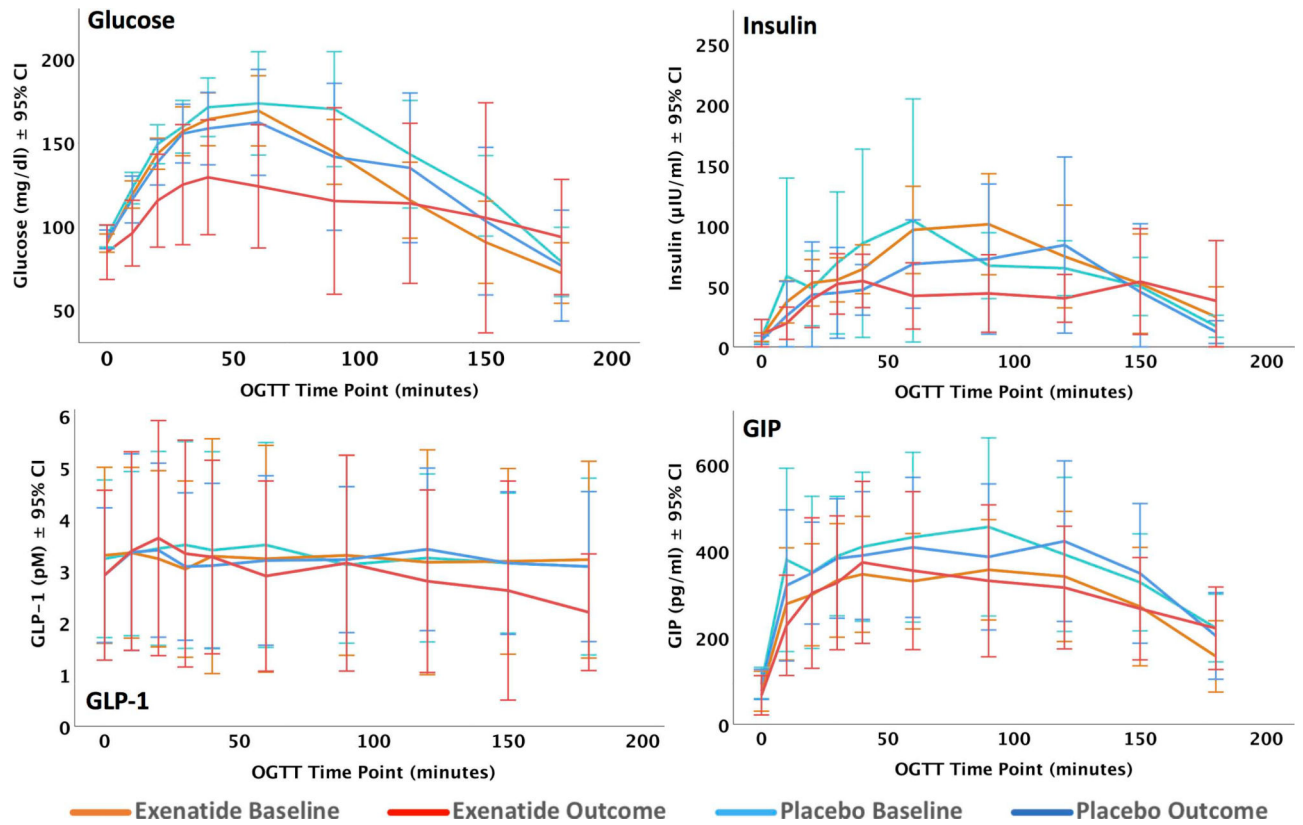 Glucose
Glucose (mg/dl) ± 95% CI
200
150
100
50
0 50 100 150 200
OGTT Time Point (minutes)
Insulin
Insulin (µIU/ml) ± 95% CI
250
200
150
100
50
0
0 50 100 150 200
OGTT Time Point (minutes)
GLP-1 (pM) ± 95% CI
6
5
4
3
2
1
0
GLP-1
0 50 100 150 200
OGTT Time Point (minutes)
GIP
GIP (pg/ml) ± 95% CI
600
400
200
0
0 50 100 150 200
OGTT Time Point (minutes)
Exenatide Baseline Exenatide Outcome Placebo Baseline Placebo Outcome